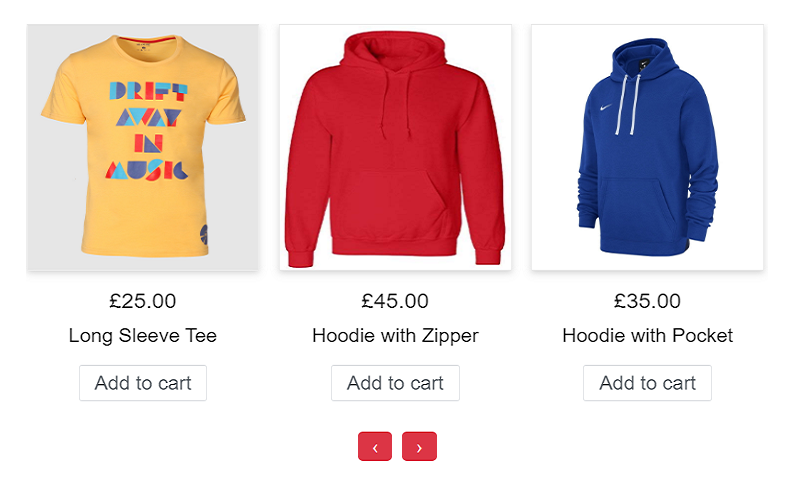 DRIFT
AWAY
IN
MUSIC
£25.00
£45.00
£35.00
Long Sleeve Tee
Hoodie with Zipper
Hoodie with Pocket
Add to cart
Add to cart
Add to cart
‹ ›